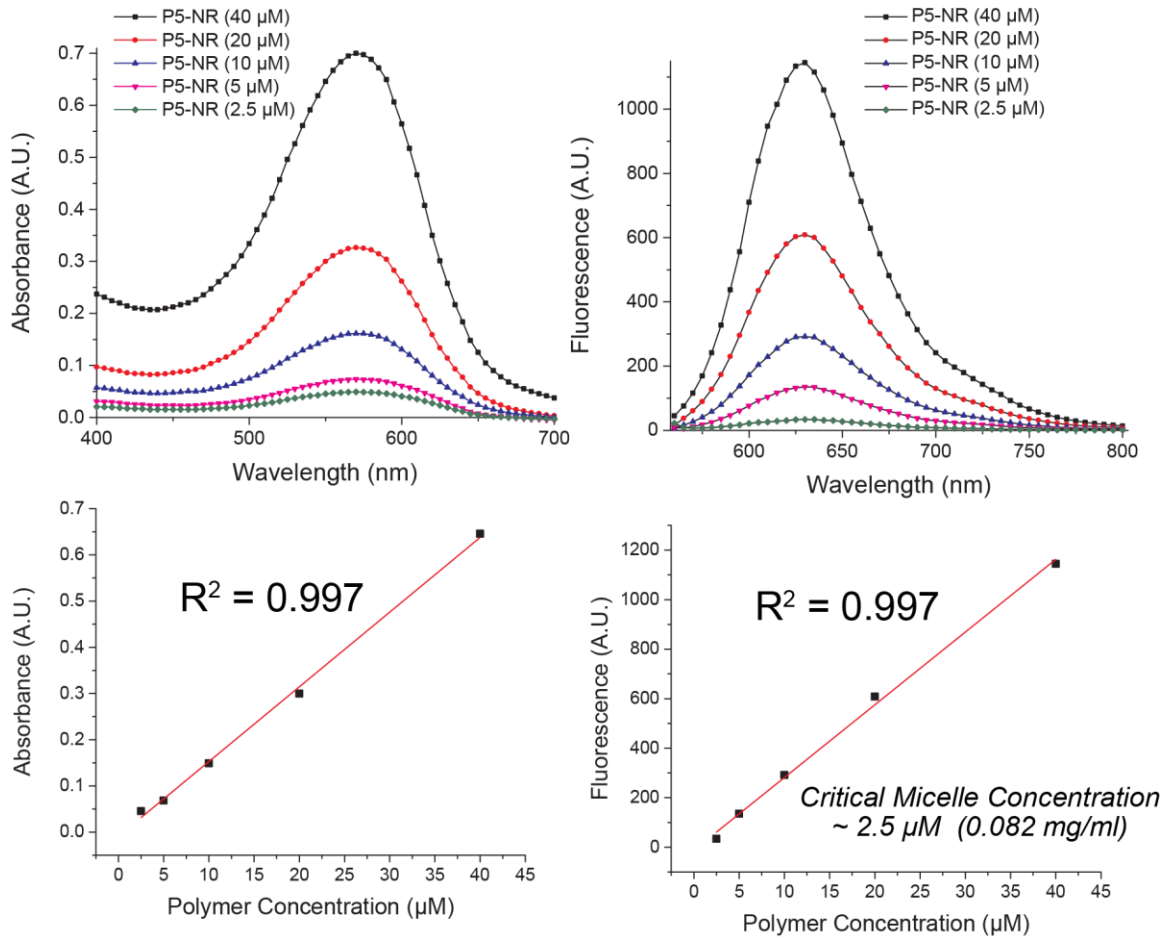 P5-NR (40 µM)
P5-NR (20 µM)
P5-NR (10 µM)
P5-NR (5 µM)
P5-NR (2.5 µM)
0.7
0.6
0.5
0.4
0.3
0.2
0.1
0.0
Absorbance (A.U.)
400
500
600
700
Wavelength (nm)
P5-NR (40 µM)
P5-NR (20 µM)
P5-NR (10 µM)
P5-NR (5 µM)
P5-NR (2.5 µM)
1000
800
600
400
200
0
Fluorescence (A.U.)
600
650
700
750
800
Wavelength (nm)
0.7
0.6
0.5
0.4
0.3
0.2
0.1
0.0
Absorbance (A.U.)
R² = 0.997
0
5
10
15
20
25
30
35
40
45
Polymer Concentration (µM)
1200
1000
800
600
400
200
0
Fluorescence (A.U.)
R² = 0.997
Critical Micelle Concentration
~ 2.5 µM (0.082 mg/ml)
0
5
10
15
20
25
30
35
40
45
Polymer Concentration (µM)